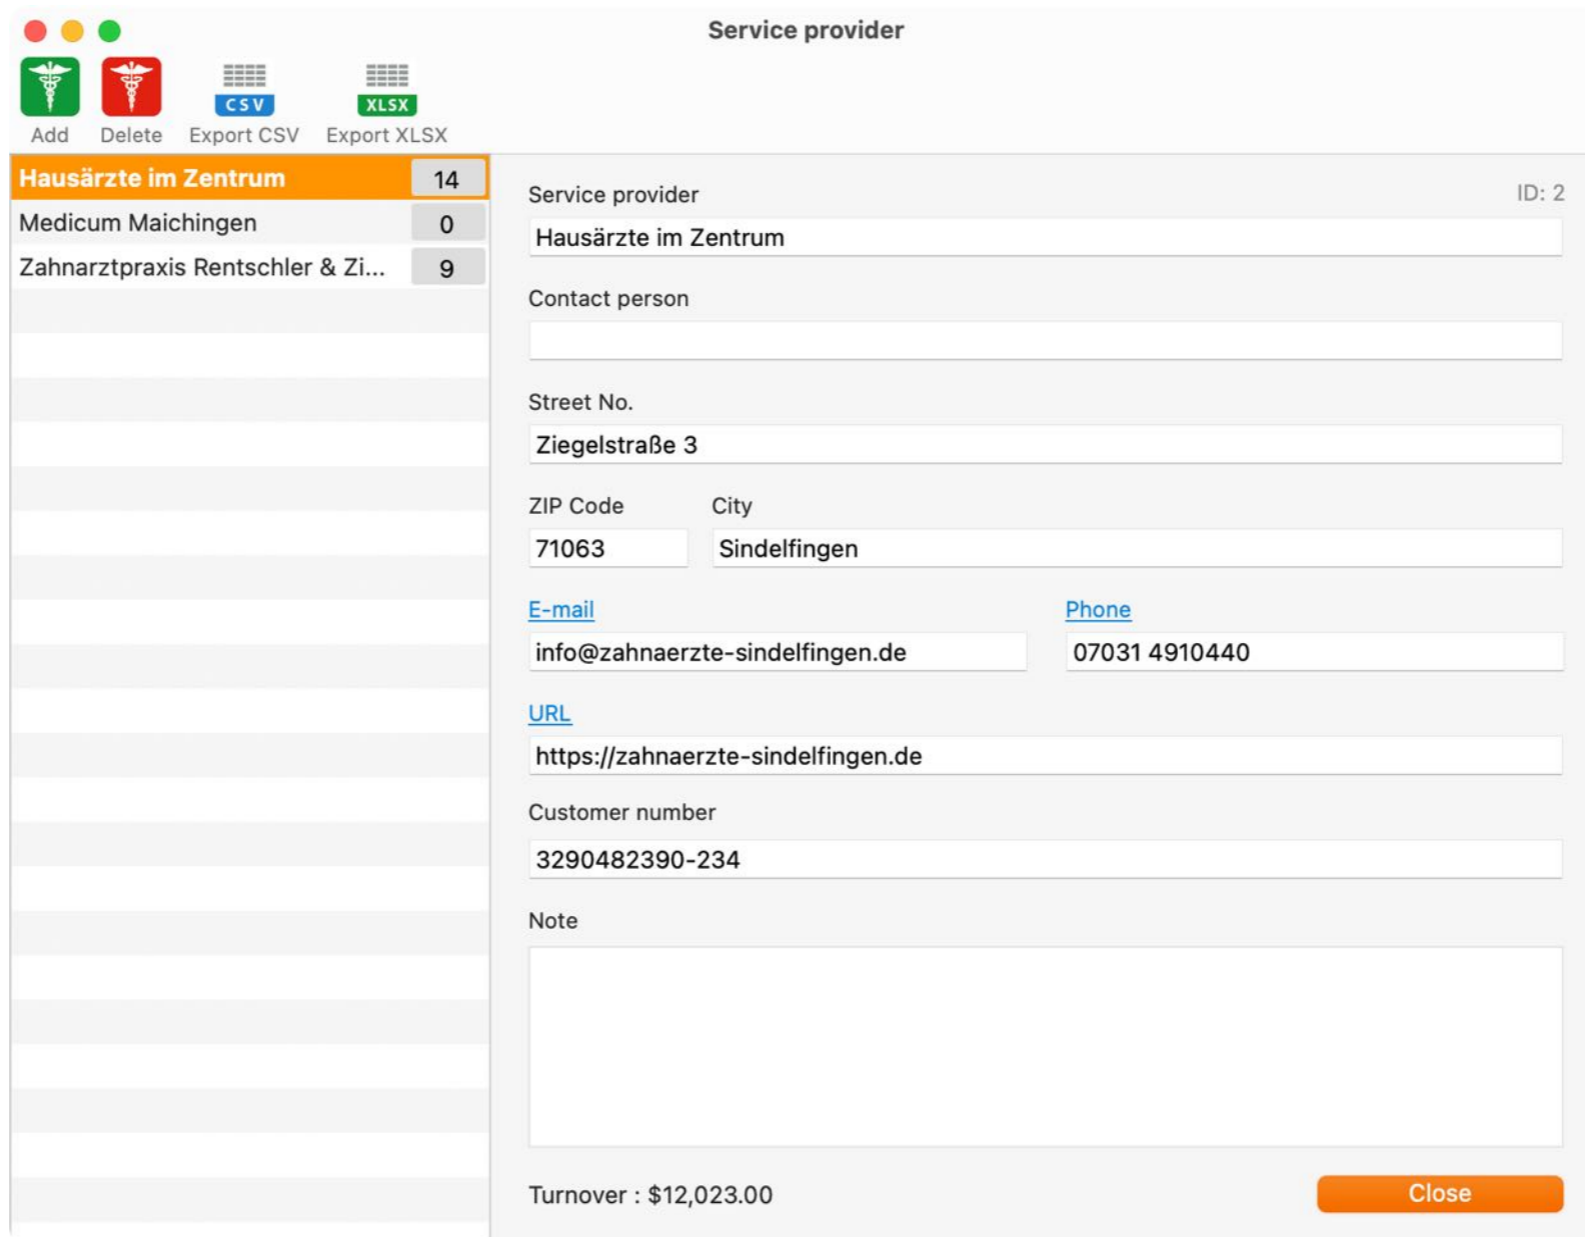 Service provider
CSV XLSX
Add Delete Export CSV Export XLSX
Hausärzte im Zentrum 14
Medicum Maichingen 0
Zahnarztpraxis Rentschler & Zi... 9
Service provider ID: 2
Hausärzte im Zentrum
Contact person
Street No.
Ziegelstraße 3
ZIP Code City
71063 Sindelfingen
E-mail Phone
info@zahnaerzte-sindelfingen.de 07031 4910440
URL
https://zahnaerzte-sindelfingen.de
Customer number
3290482390-234
Note
Turnover : $12,023.00 Close